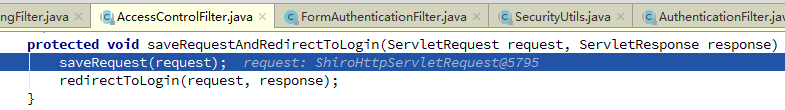 ngFilter.java AccessControlFilter.java FormAuthenticationFilter.java SecurityUtils.java AuthenticationFilter.jav
protected void saveRequestAndRedirectToLogin(ServletRequest request, ServletResponse response)
saveRequest(request); request: ShiroHttpServletRequest@5795
redirectToLogin(request, response);
}